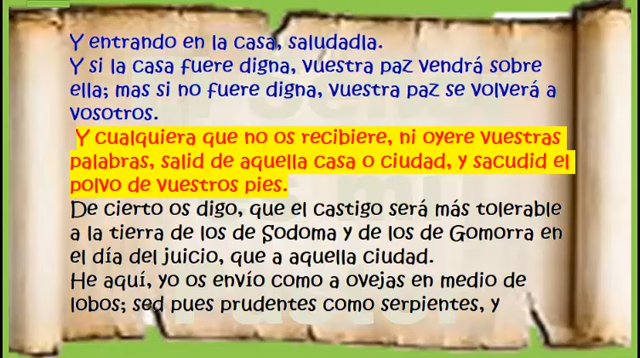 Y entrando en la casa, saludadla.
Y si la casa fuere digna, vuestra paz vendrá sobre
ella; mas si no fuere digna, vuestra paz se volverá a
vosotros.
Y cualquiera que no os recibiere, ni oyere vuestras
palabras, salid de aquella casa o ciudad, y sacudid el
polvo de vuestros pies.
De cierto os digo, que el castigo será más tolerable
a la tierra de los de Sodoma y de los de Gomorra en
el día del juicio, que a aquella ciudad.
He aquí, yo os envío como a ovejas en medio de
lobos; sed pues prudentes como serpientes, y